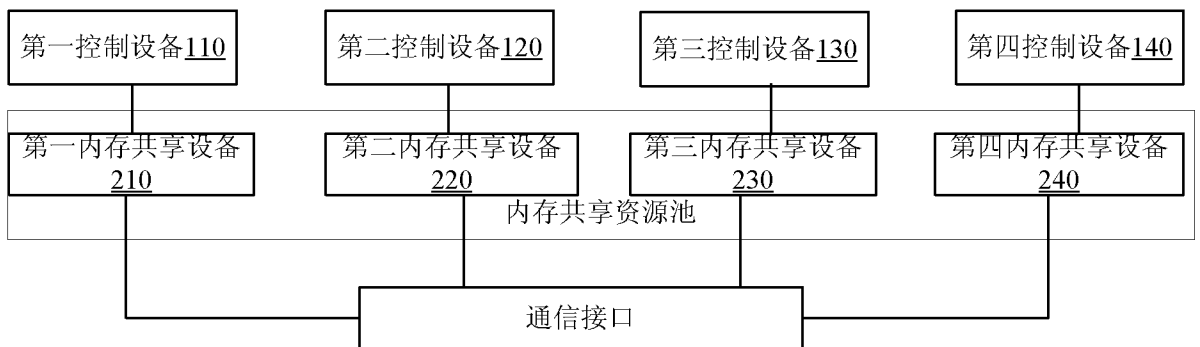 第一控制设备110
第二控制设备120
第三控制设备130
第四控制设备140
第一内存共享设备
210
第二内存共享设备
220
第三内存共享设备
230
第四内存共享设备
240
内存共享资源池
通信接口